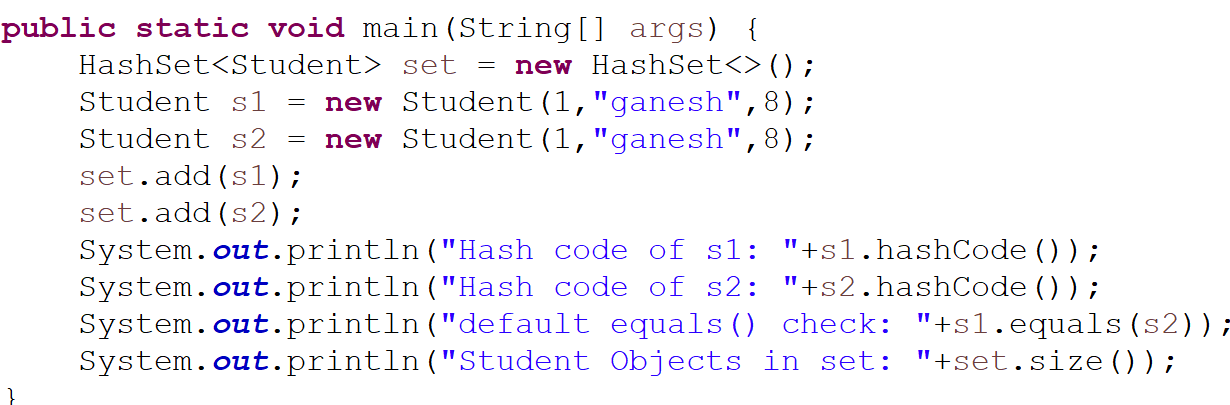 public static void main(String[] args) {
    HashSet<Student> set = new HashSet<>();
    Student s1 = new Student(1,"ganesh",8);
    Student s2 = new Student(1,"ganesh",8);
    set.add(s1);
    set.add(s2);
    System.out.println("Hash code of s1: "+s1.hashCode());
    System.out.println("Hash code of s2: "+s2.hashCode());
    System.out.println("default equals() check: "+s1.equals(s2));
    System.out.println("Student Objects in set: "+set.size());
}